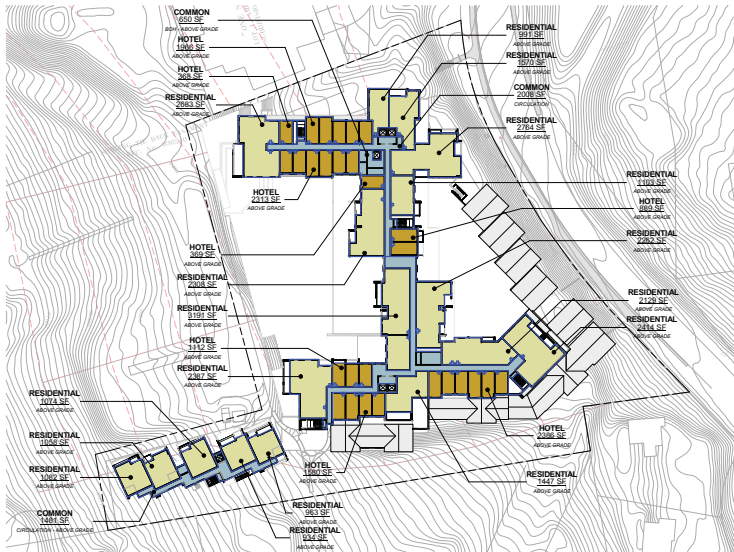 COMMON
650 SF
BOH - ABOVE GRADE
HOTEL
1966 SF
ABOVE GRADE
HOTEL
368 SF
ABOVE GRADE
RESIDENTIAL
2683 SF
ABOVE GRADE
HOTEL
2313 SF
ABOVE GRADE
HOTEL
369 SF
ABOVE GRADE
RESIDENTIAL
2308 SF
ABOVE GRADE
RESIDENTIAL
3191 SF
ABOVE GRADE
HOTEL
1112 SF
ABOVE GRADE
RESIDENTIAL
2387 SF
ABOVE GRADE
RESIDENTIAL
1074 SF
ABOVE GRADE
RESIDENTIAL
1058 SF
ABOVE GRADE
RESIDENTIAL
1062 SF
ABOVE GRADE
COMMON
1481 SF
CIRCULATION - ABOVE GRADE
RESIDENTIAL
991 SF
ABOVE GRADE
RESIDENTIAL
1570 SF
ABOVE GRADE
COMMON
2008 SF
CIRCULATION
RESIDENTIAL
2764 SF
ABOVE GRADE
RESIDENTIAL
1103 SF
ABOVE GRADE
HOTEL
889 SF
ABOVE GRADE
RESIDENTIAL
2262 SF
ABOVE GRADE
RESIDENTIAL
2129 SF
ABOVE GRADE
RESIDENTIAL
2414 SF
ABOVE GRADE
HOTEL
2386 SF
ABOVE GRADE
RESIDENTIAL
1447 SF
ABOVE GRADE
HOTEL
1580 SF
ABOVE GRADE
RESIDENTIAL
963 SF
ABOVE GRADE
RESIDENTIAL
934 SF
ABOVE GRADE